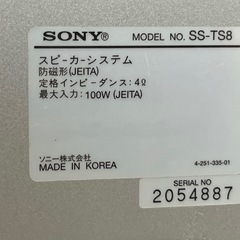 SONY® MODEL NO. SS-TS8
スピーカーシステム
防磁形(JEITA)
定格インピーダンス: 4Ω
最大入力: 100W (JEITA)
ソニー株式会社
MADE IN KOREA
4-251-335-01
SERIAL NO
2054887